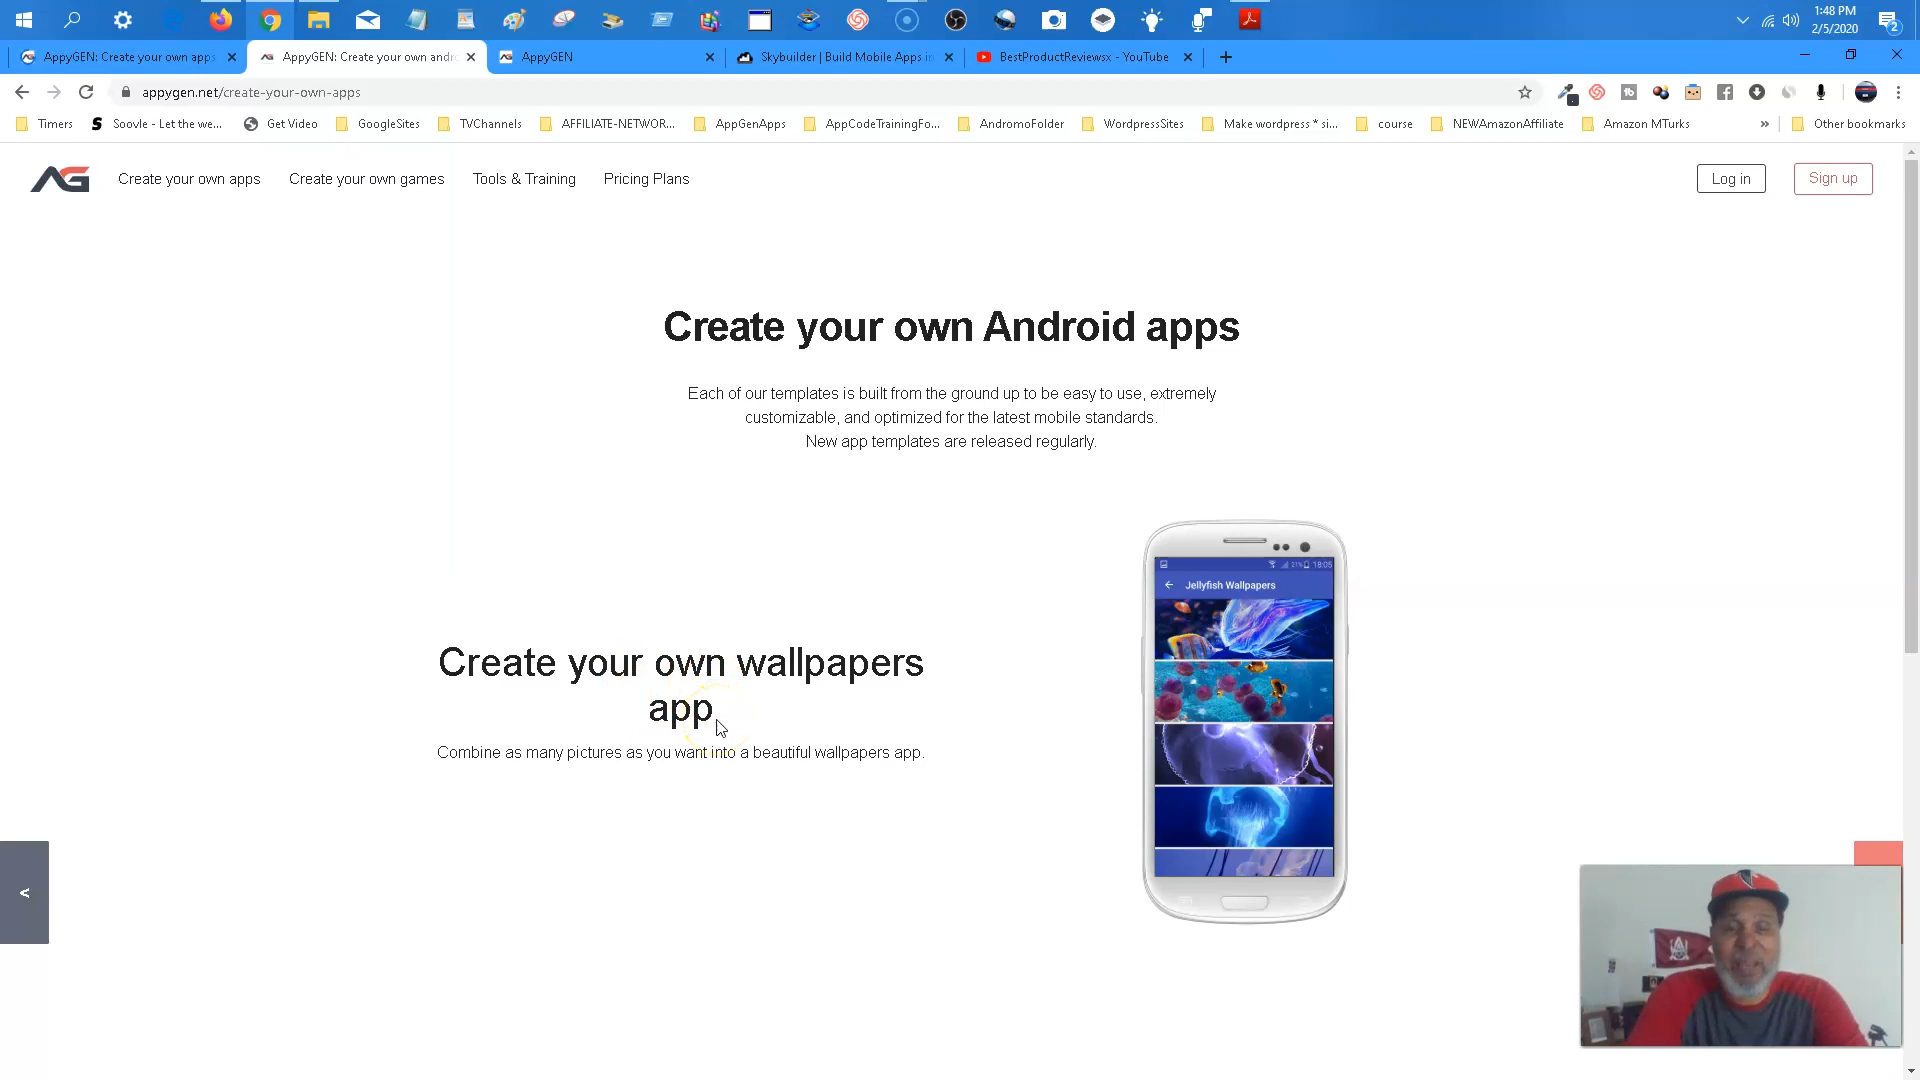 1:48 PM
2/5/2020
2
AppyGEN: Create your own apps
AppyGEN: Create your own andro
AppyGEN
Skybuilder | Build Mobile Apps in
BestProductReviewsx - YouTube
appygen.net/create-your-own-apps
Timers
Soovle - Let the we...
Get Video
GoogleSites
TVChannels
AFFILIATE-NETWOR...
AppGenApps
AppCodeTrainingFo...
AndromoFolder
WordpressSites
Make wordpress * si...
course
NEWAmazonAffiliate
Amazon MTurks
»
Other bookmarks
AG
Create your own apps
Create your own games
Tools & Training
Pricing Plans
Log in
Sign up
Create your own Android apps
Each of our templates is built from the ground up to be easy to use, extremely
customizable, and optimized for the latest mobile standards.
New app templates are released regularly.
18:05
Jellyfish Wallpapers
Create your own wallpapers
app
Combine as many pictures as you want into a beautiful wallpapers app.
<